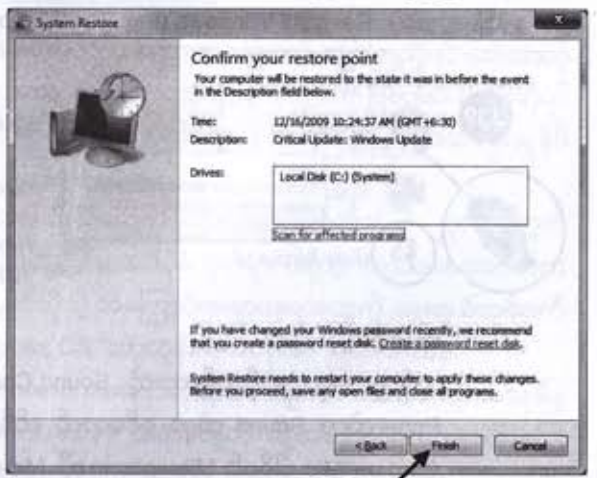 System Restore
Confirm your restore point
Your computer will be restored to the state it was in before the event
in the Description field below.
Time: 12/16/2009 10:24:37 AM (GMT+6:30)
Description: Critical Update: Windows Update
Drives: Local Disk (C:) (System)
Scan for affected programs
If you have changed your Windows password recently, we recommend
that you create a password reset disk. Create a password reset disk.
System Restore needs to restart your computer to apply these changes.
Before you proceed, save any open files and close all programs.
< Back Finish Cancel